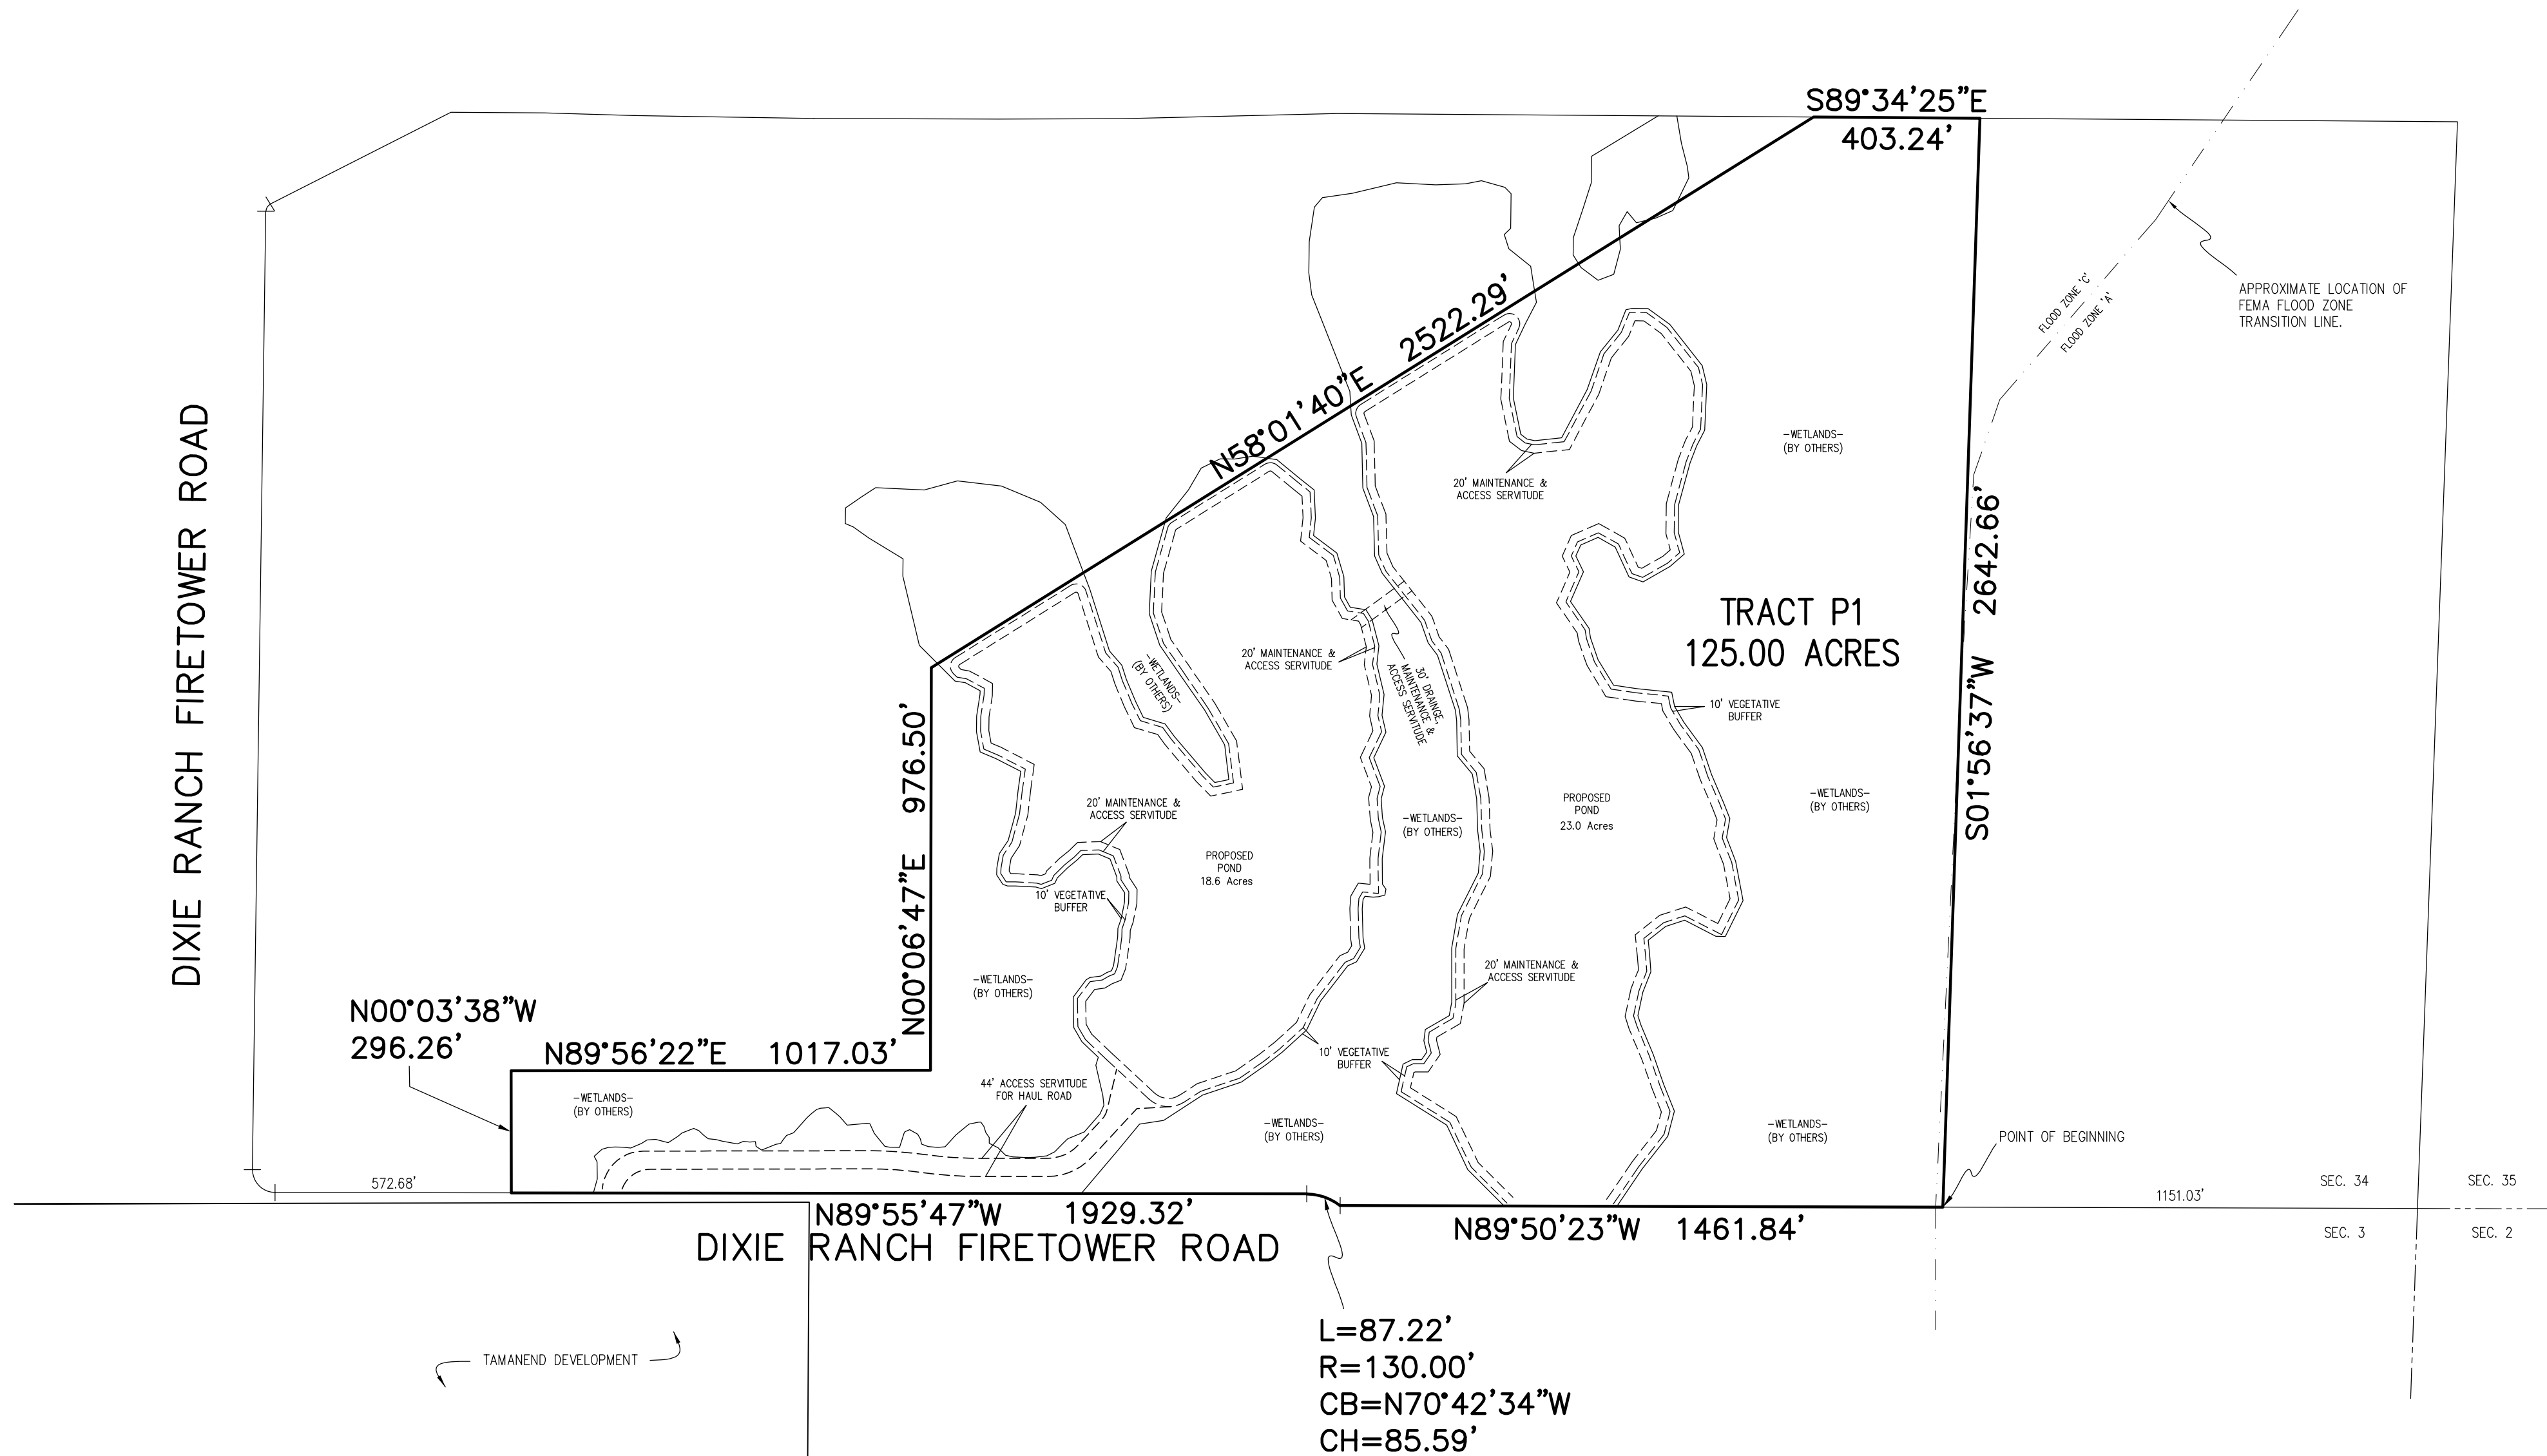 S89°34'25"E
403.24'
APPROXIMATE LOCATION OF
FEMA FLOOD ZONE
TRANSITION LINE.
FLOOD ZONE 'C'
FLOOD ZONE 'A'
N58°01'40"E 2522.29'
DIXIE RANCH FIRETOWER ROAD
-WETLANDS-
(BY OTHERS)
20' MAINTENANCE &
ACCESS SERVITUDE
S01°56'37"W 2642.66'
TRACT P1
125.00 ACRES
20' MAINTENANCE &
ACCESS SERVITUDE
-WETLANDS-
(BY OTHERS)
30' DRAINGE,
MAINTENANCE &
ACCESS SERVITUDE
10' VEGETATIVE
BUFFER
N00°06'47"E 976.50'
20' MAINTENANCE &
ACCESS SERVITUDE
-WETLANDS-
(BY OTHERS)
PROPOSED
POND
23.0 Acres
-WETLANDS-
(BY OTHERS)
PROPOSED
POND
18.6 Acres
10' VEGETATIVE
BUFFER
-WETLANDS-
(BY OTHERS)
20' MAINTENANCE &
ACCESS SERVITUDE
N00°03'38"W
296.26'
N89°56'22"E 1017.03'
10' VEGETATIVE
BUFFER
44' ACCESS SERVITUDE
FOR HAUL ROAD
-WETLANDS-
(BY OTHERS)
-WETLANDS-
(BY OTHERS)
-WETLANDS-
(BY OTHERS)
POINT OF BEGINNING
572.68'
1151.03'
SEC. 34
SEC. 35
N89°55'47"W 1929.32'
N89°50'23"W 1461.84'
SEC. 3
SEC. 2
DIXIE RANCH FIRETOWER ROAD
TAMANEND DEVELOPMENT
L=87.22'
R=130.00'
CB=N70°42'34"W
CH=85.59'